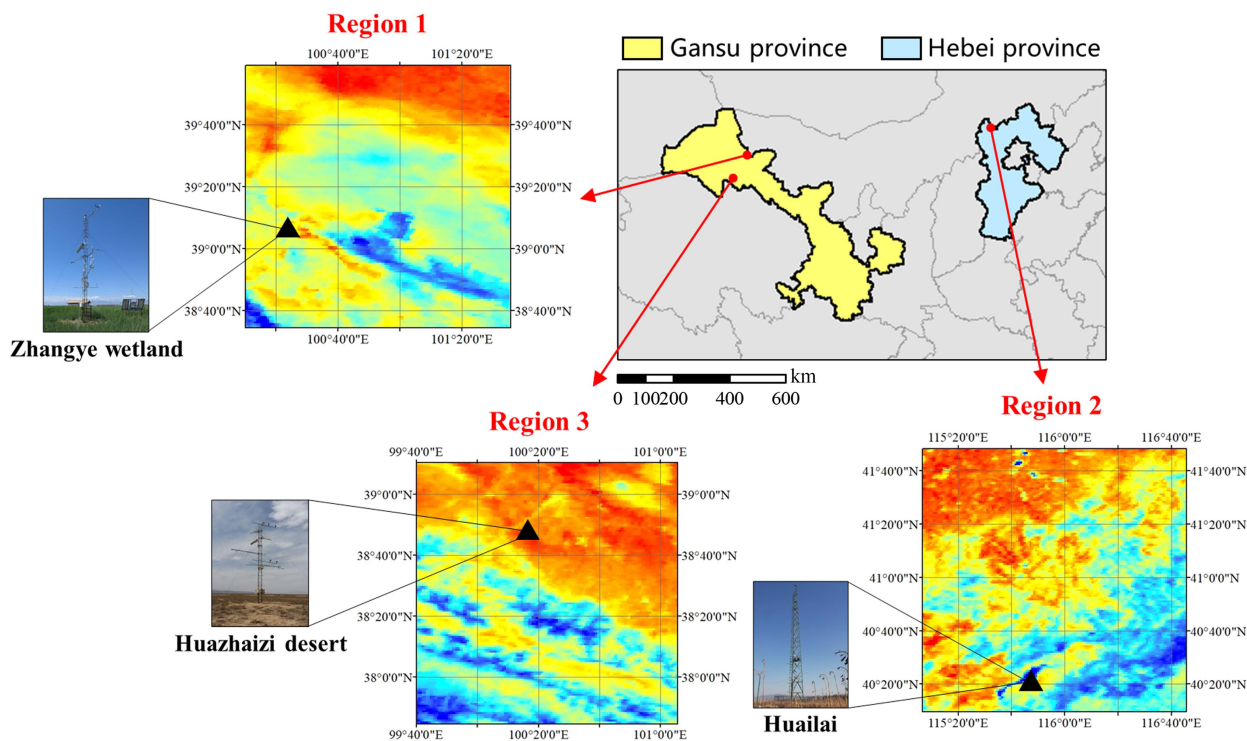 Region 1
100°40'0"E 101°20'0"E
39°40'0"N 39°40'0"N
39°20'0"N 39°20'0"N
39°0'0"N 39°0'0"N
38°40'0"N 38°40'0"N
100°40'0"E 101°20'0"E
Zhangye wetland
Gansu province Hebei province
km
0 100200 400 600
Region 3
99°40'0"E 100°20'0"E 101°0'0"E
39°0'0"N 39°0'0"N
38°40'0"N 38°40'0"N
38°20'0"N 38°20'0"N
38°0'0"N 38°0'0"N
99°40'0"E 100°20'0"E 101°0'0"E
Huazhaizi desert
Region 2
115°20'0"E 116°0'0"E 116°40'0"E
41°40'0"N 41°40'0"N
41°20'0"N 41°20'0"N
41°0'0"N 41°0'0"N
40°40'0"N 40°40'0"N
40°20'0"N 40°20'0"N
115°20'0"E 116°0'0"E 116°40'0"E
Huailai